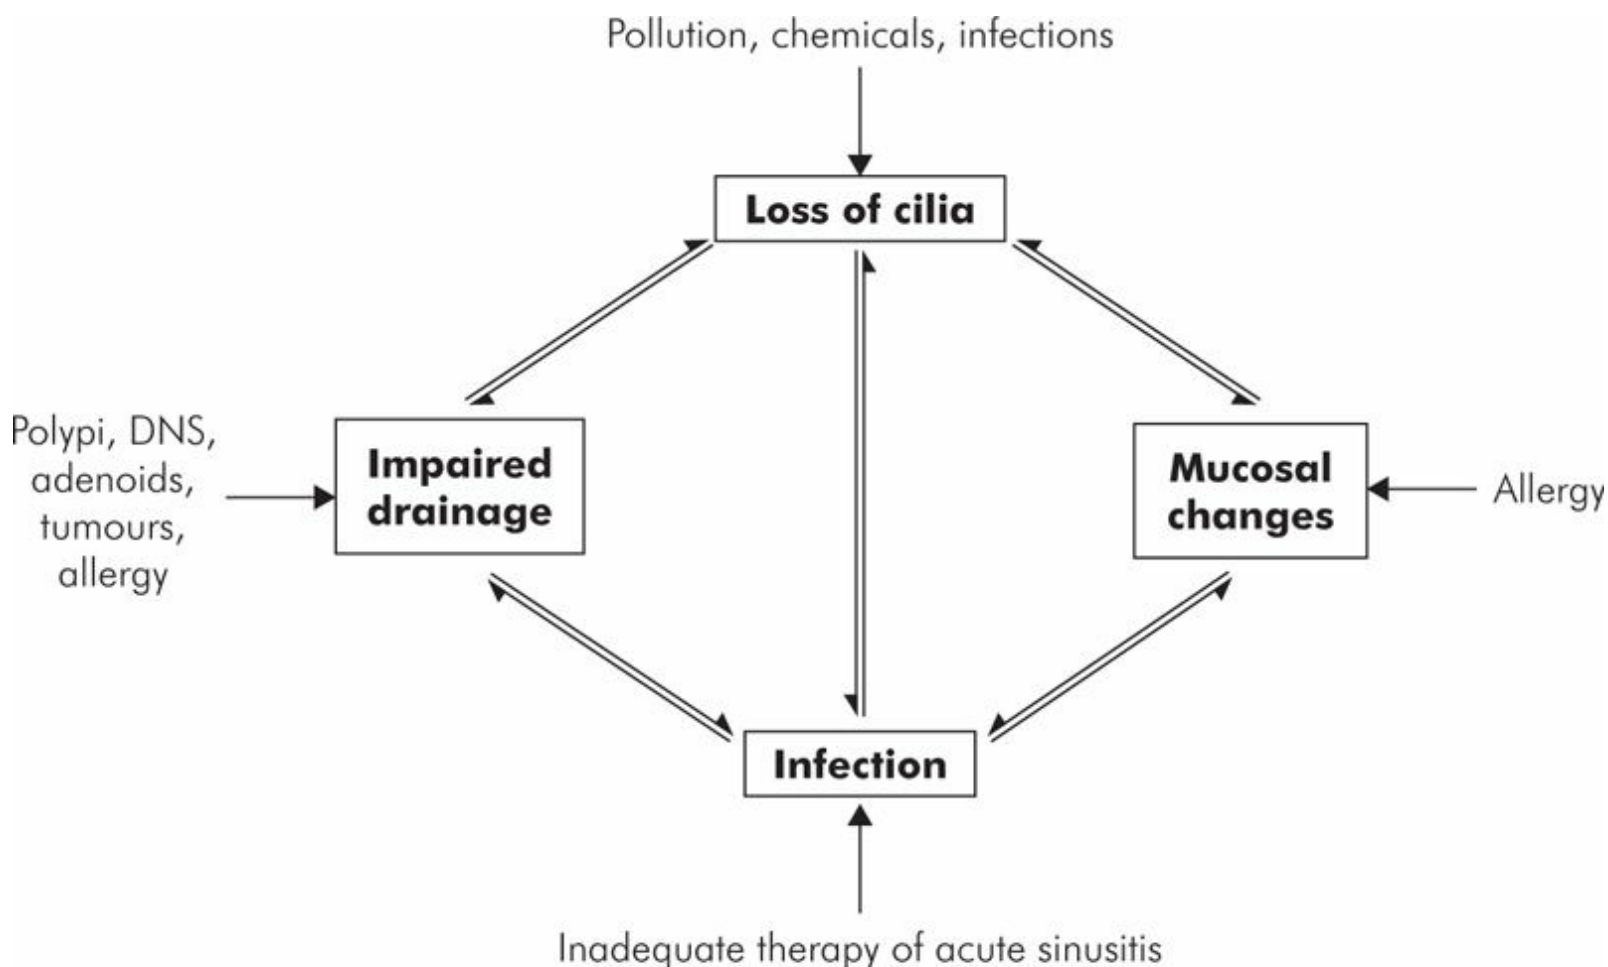 Pollution, chemicals, infections
Loss of cilia
Polypi, DNS,
adenoids,
tumours,
allergy
Impaired
drainage
Mucosal
changes
Allergy
Infection
Inadequate therapy of acute sinusitis